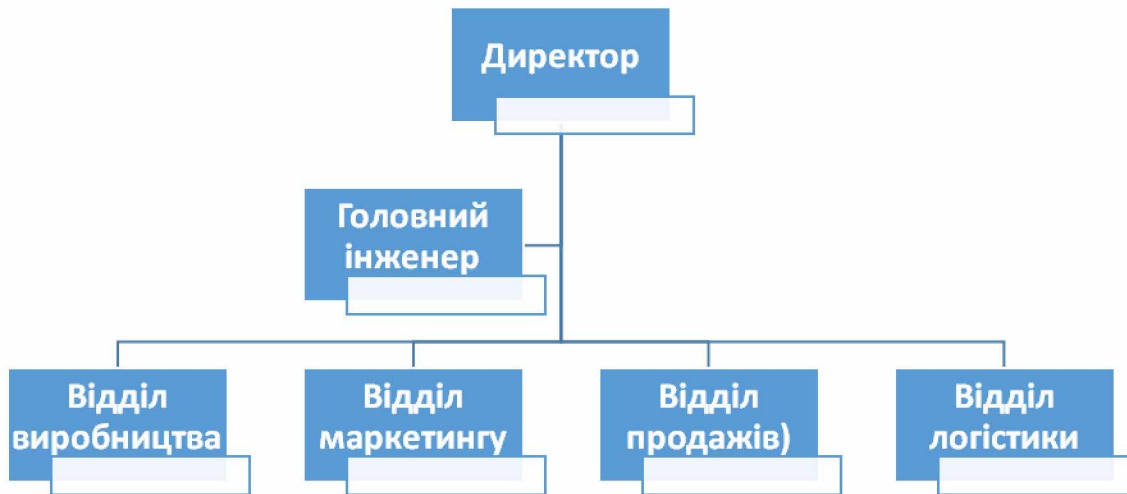 Директор
Головний
інженер
Відділ
виробництва
Відділ
маркетингу
Відділ
продажів)
Відділ
логістики